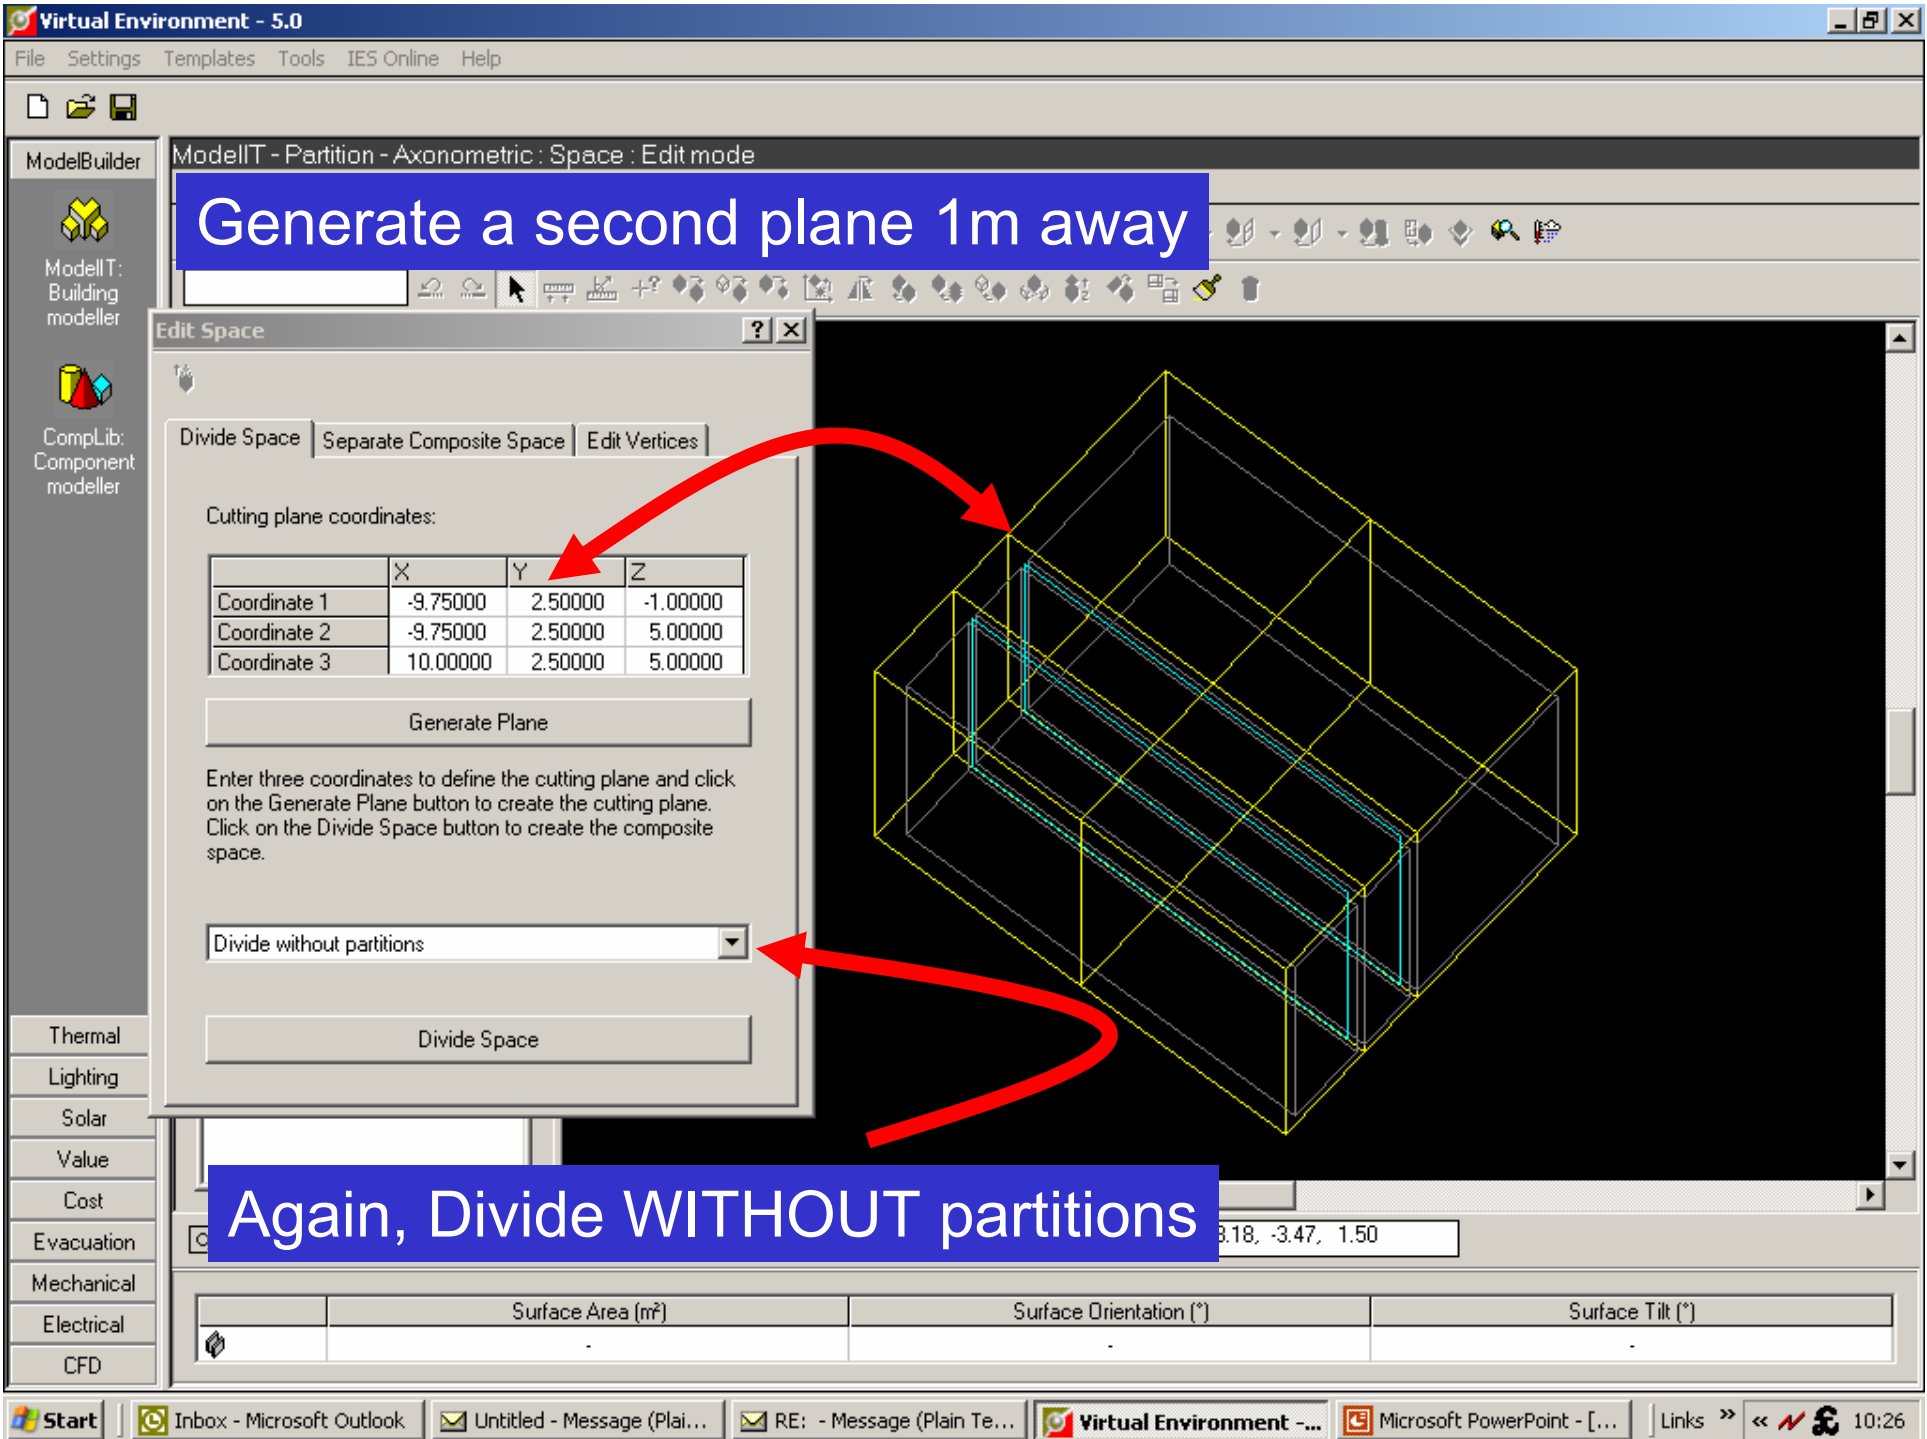 Virtual Environment - 5.0
File Settings Templates Tools IES Online Help
ModelBuilder
ModelIT - Partition - Axonometric : Space : Edit mode
Generate a second plane 1m away
ModelIT:
Building
modeller
CompLib:
Component
modeller
Edit Space
Divide Space Separate Composite Space Edit Vertices
Cutting plane coordinates:
X Y Z
Coordinate 1 -9.75000 2.50000 -1.00000
Coordinate 2 -9.75000 2.50000 5.00000
Coordinate 3 10.00000 2.50000 5.00000
Generate Plane
Enter three coordinates to define the cutting plane and click
on the Generate Plane button to create the cutting plane.
Click on the Divide Space button to create the composite
space.
Divide without partitions
Divide Space
Thermal
Lighting
Solar
Value
Cost
Evacuation
Mechanical
Electrical
CFD
Again, Divide WITHOUT partitions
.18, -3.47, 1.50
Surface Area (m²) Surface Orientation (°) Surface Tilt (°)
- - -
Start Inbox - Microsoft Outlook Untitled - Message (Plai... RE: - Message (Plain Te... Virtual Environment -... Microsoft PowerPoint - [... Links » « 10:26